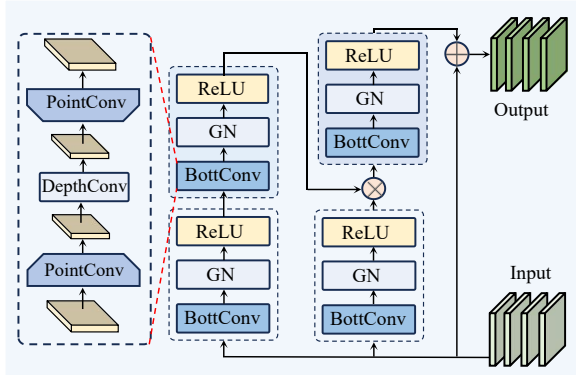 PointConv
DepthConv
PointConv
ReLU
GN
BottConv
ReLU
GN
BottConv
ReLU
GN
BottConv
ReLU
GN
BottConv
Output
Input